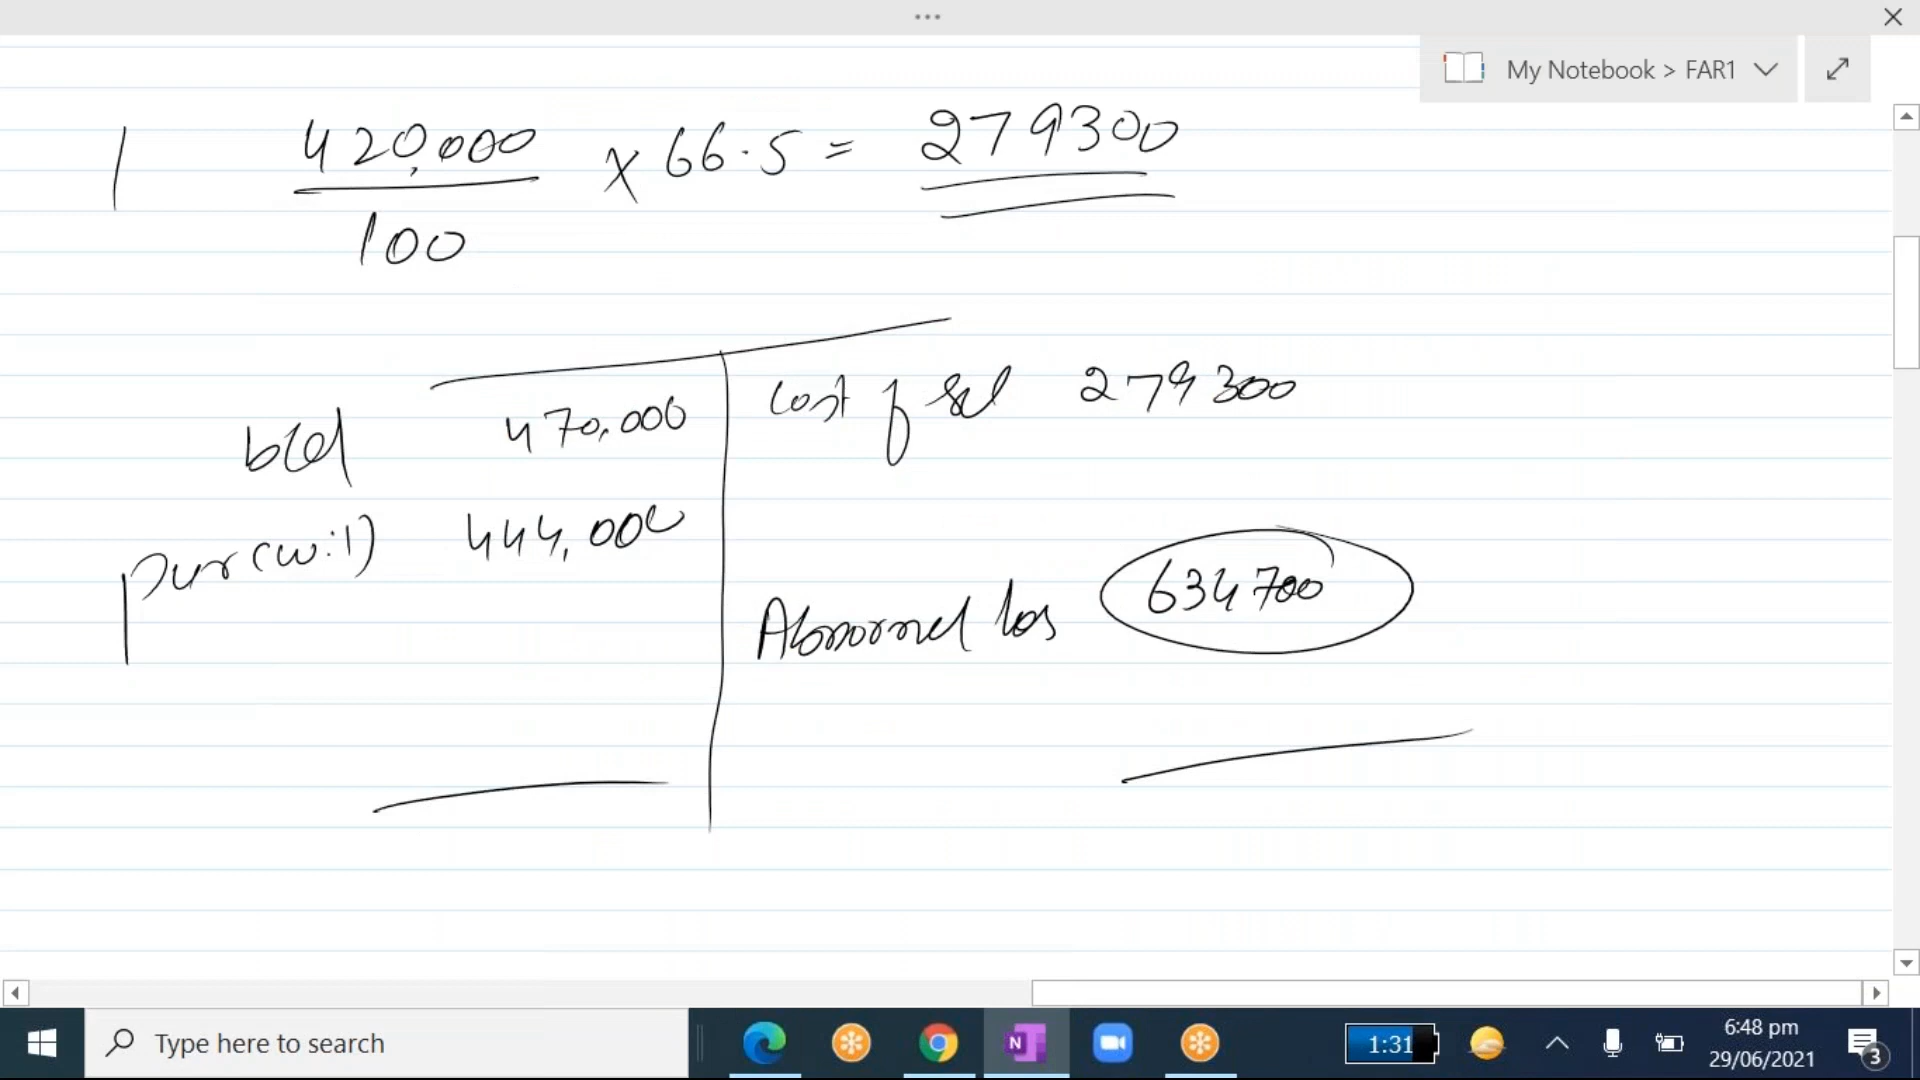 ...
My Notebook > FAR1
420,000 × 66.5 = 279300
100
b/d 470,000
Cost of sal 279300
Pur (w:1) 444,000
Abnormal los 634700
Type here to search
N
1:31
6:48 pm
29/06/2021
3